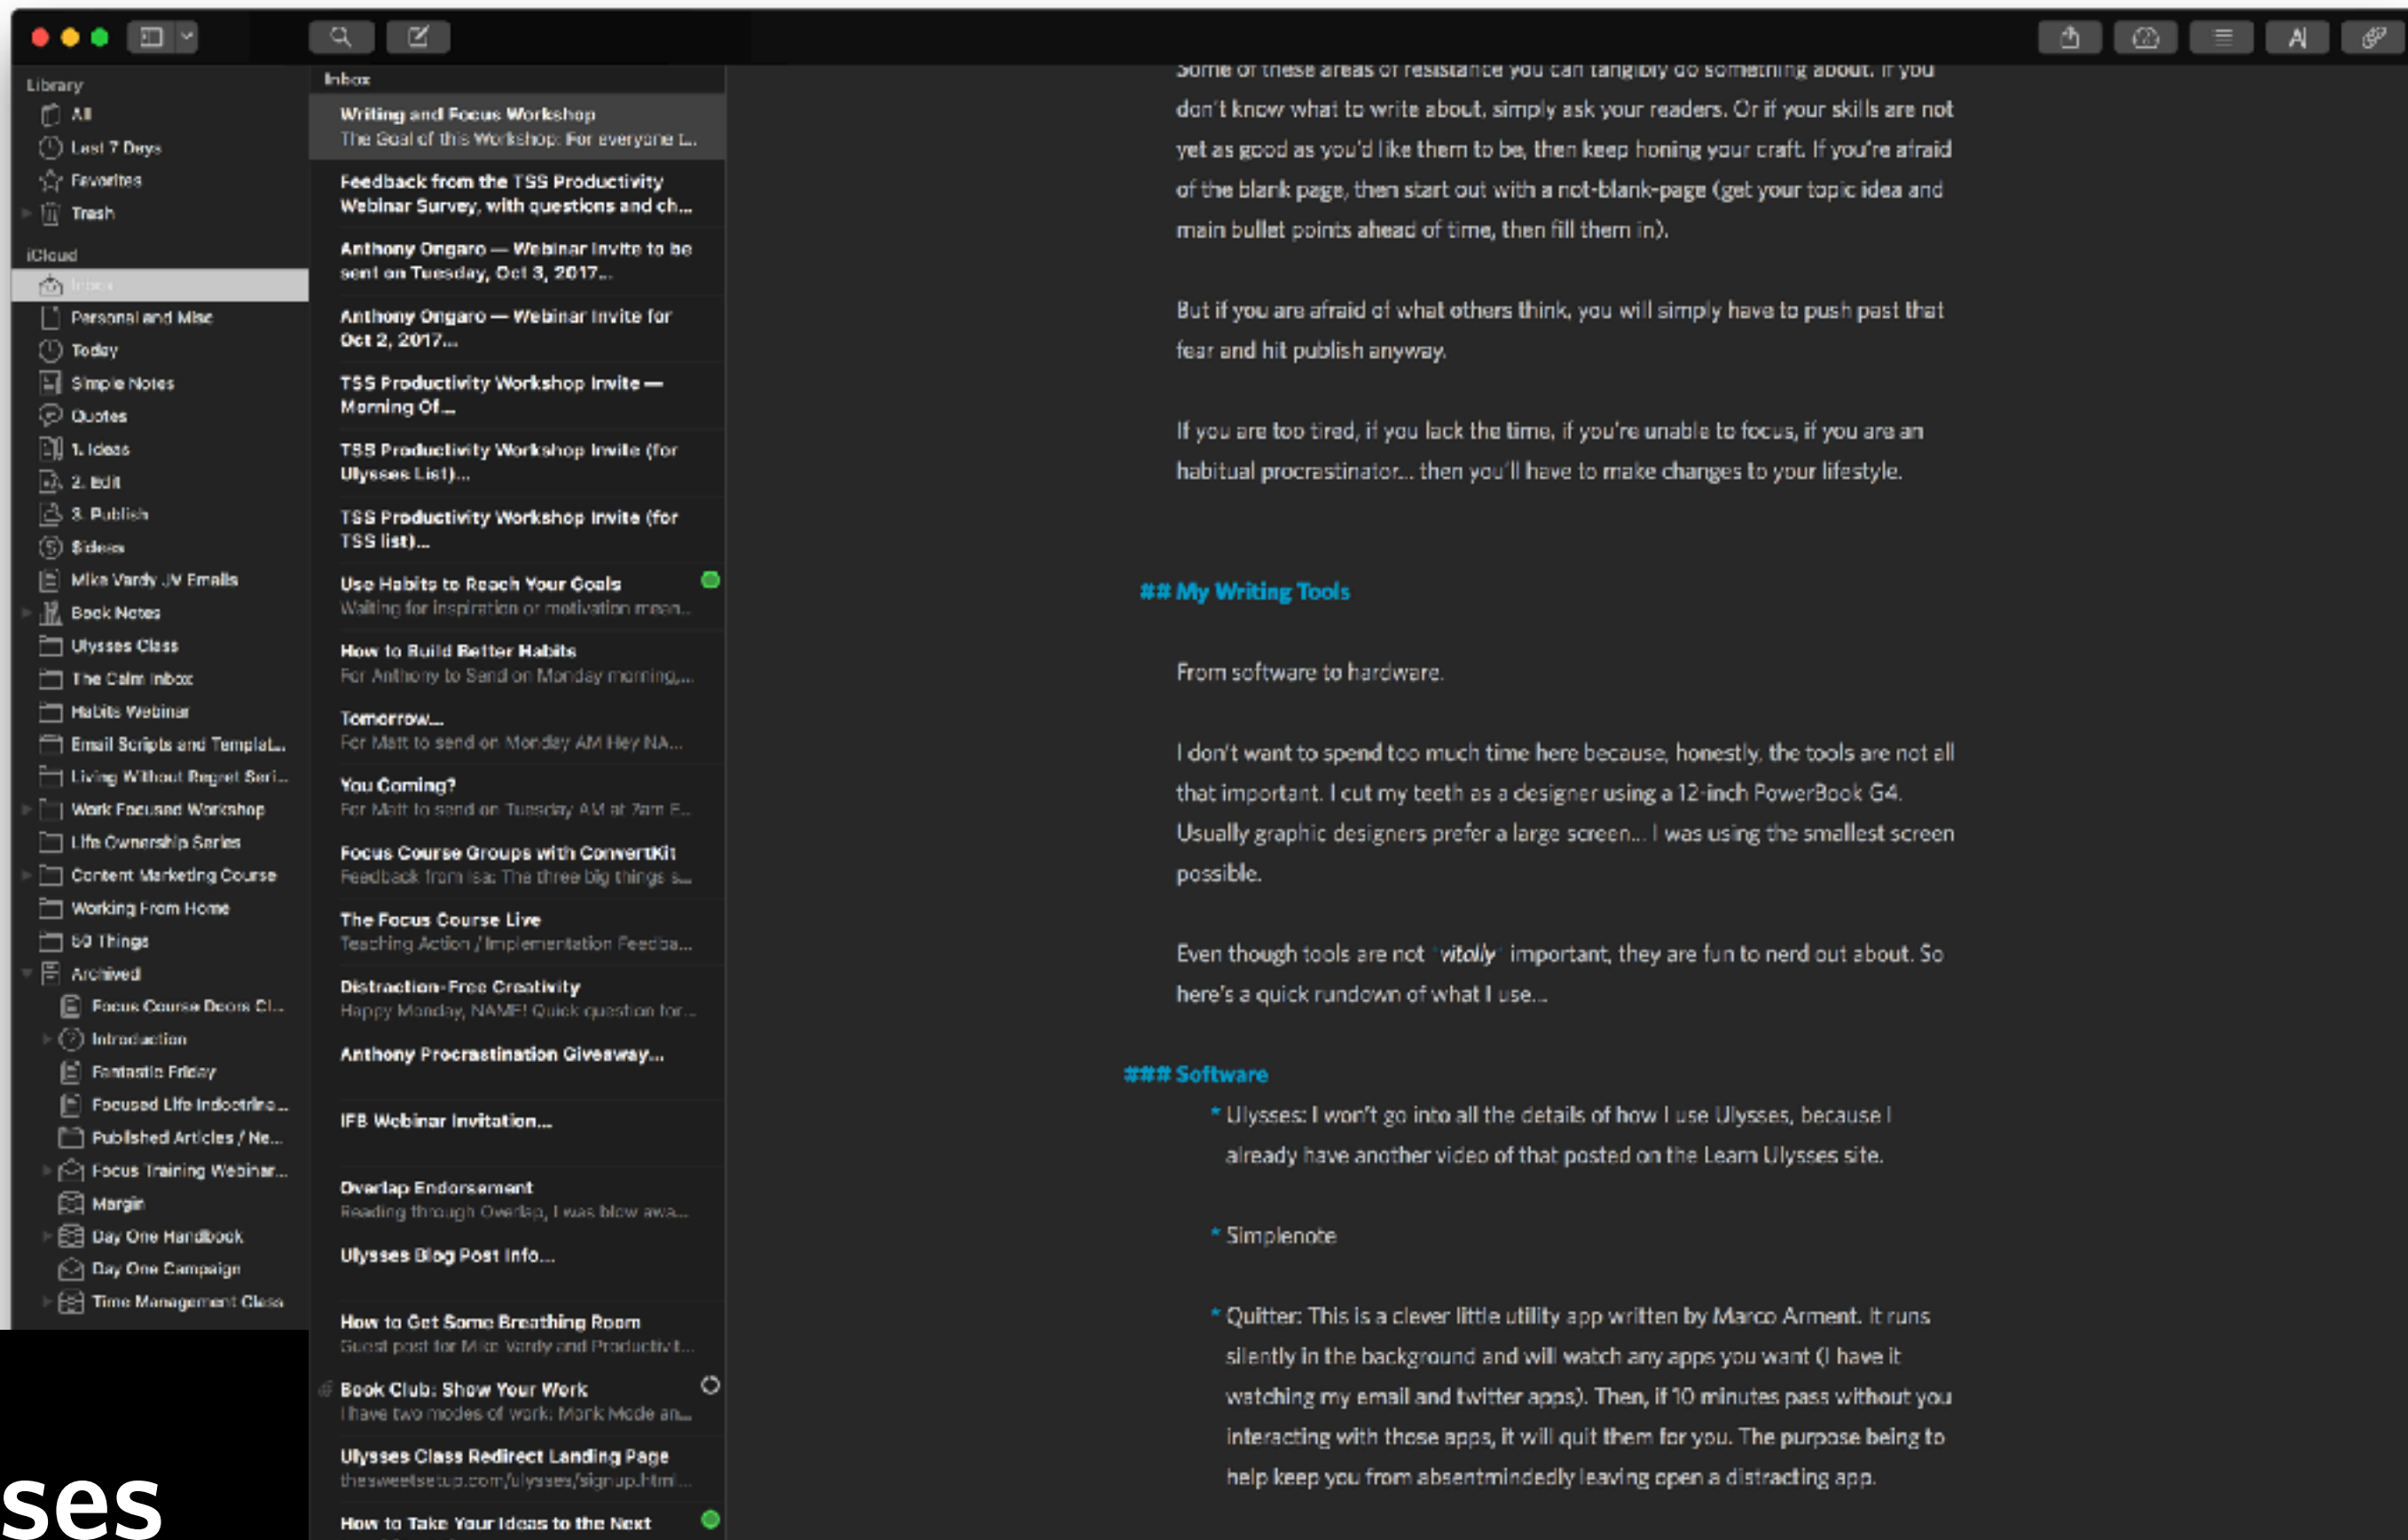 Library
All
Last 7 Days
Favorites
Trash
iCloud
Inbox
Personal and Misc
Today
Simple Notes
Quotes
1. Ideas
2. Edit
3. Publish
$ideas
Mike Vardy JV Emails
Book Notes
Ulysses Class
The Calm Inbox
Habits Webinar
Email Scripts and Templat...
Living Without Regret Seri...
Work Focused Workshop
Life Ownership Series
Content Marketing Course
Working From Home
50 Things
Archived
Focus Course Doors Cl...
Introduction
Fantastic Friday
Focused Life Indoctrina...
Published Articles / Ne...
Focus Training Webinar...
Margin
Day One Handbook
Day One Campaign
Time Management Class
ses
Inbox
Writing and Focus Workshop
The Goal of this Workshop: For everyone t...
Feedback from the TSS Productivity
Webinar Survey, with questions and ch...
Anthony Ongaro — Webinar Invite to be
sent on Tuesday, Oct 3, 2017...
Anthony Ongaro — Webinar Invite for
Oct 2, 2017...
TSS Productivity Workshop Invite —
Morning Of...
TSS Productivity Workshop Invite (for
Ulysses List)...
TSS Productivity Workshop Invite (for
TSS list)...
Use Habits to Reach Your Goals
Waiting for inspiration or motivation mean...
How to Build Better Habits
For Anthony to Send on Monday morning,...
Tomorrow...
For Matt to send on Monday AM Hey NA...
You Coming?
For Matt to send on Tuesday AM at 7am E...
Focus Course Groups with ConvertKit
Feedback from Isa: The three big things s...
The Focus Course Live
Teaching Action / Implementation Feedba...
Distraction-Free Creativity
Happy Monday, NAME! Quick question for...
Anthony Procrastination Giveaway...
IFB Webinar Invitation...
Overlap Endorsement
Reading through Overlap, I was blow awa...
Ulysses Blog Post Info...
How to Get Some Breathing Room
Guest post for Mike Vardy and Productivit...
Book Club: Show Your Work
I have two modes of work: Monk Mode an...
Ulysses Class Redirect Landing Page
thesweetsetup.com/ulysses/signup.html...
How to Take Your Ideas to the Next
Some of these areas of resistance you can tangibly do something about. If you
don't know what to write about, simply ask your readers. Or if your skills are not
yet as good as you'd like them to be, then keep honing your craft. If you're afraid
of the blank page, then start out with a not-blank-page (get your topic idea and
main bullet points ahead of time, then fill them in).
But if you are afraid of what others think, you will simply have to push past that
fear and hit publish anyway.
If you are too tired, if you lack the time, if you're unable to focus, if you are an
habitual procrastinator... then you'll have to make changes to your lifestyle.
## My Writing Tools
From software to hardware.
I don't want to spend too much time here because, honestly, the tools are not all
that important. I cut my teeth as a designer using a 12-inch PowerBook G4.
Usually graphic designers prefer a large screen... I was using the smallest screen
possible.
Even though tools are not *vitally* important, they are fun to nerd out about. So
here's a quick rundown of what I use...
### Software
* Ulysses: I won't go into all the details of how I use Ulysses, because I
already have another video of that posted on the Learn Ulysses site.
* Simplenote
* Quitter: This is a clever little utility app written by Marco Arment. It runs
silently in the background and will watch any apps you want (I have it
watching my email and twitter apps). Then, if 10 minutes pass without you
interacting with those apps, it will quit them for you. The purpose being to
help keep you from absentmindedly leaving open a distracting app.